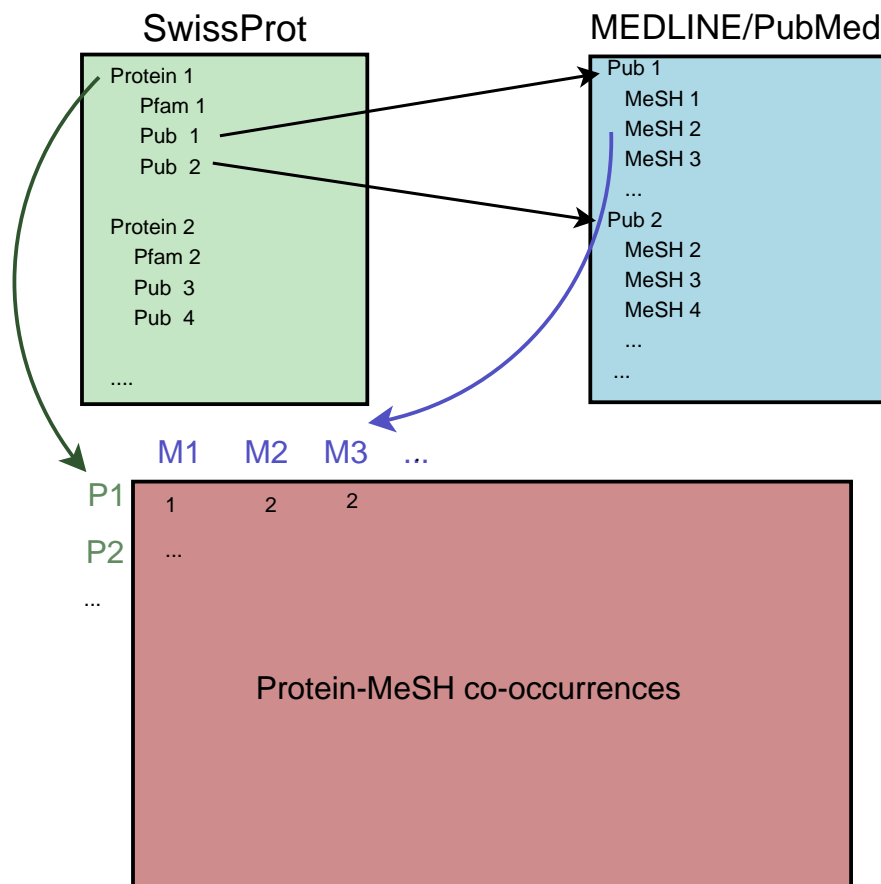 SwissProt
Protein 1
Pfam 1
Pub 1
Pub 2
Protein 2
Pfam 2
Pub 3
Pub 4
....
MEDLINE/PubMed
Pub 1
MeSH 1
MeSH 2
MeSH 3
...
Pub 2
MeSH 2
MeSH 3
MeSH 4
...
...
M1 M2 M3 ...
P1 1 2 2
P2 ...
...
Protein-MeSH co-occurrences